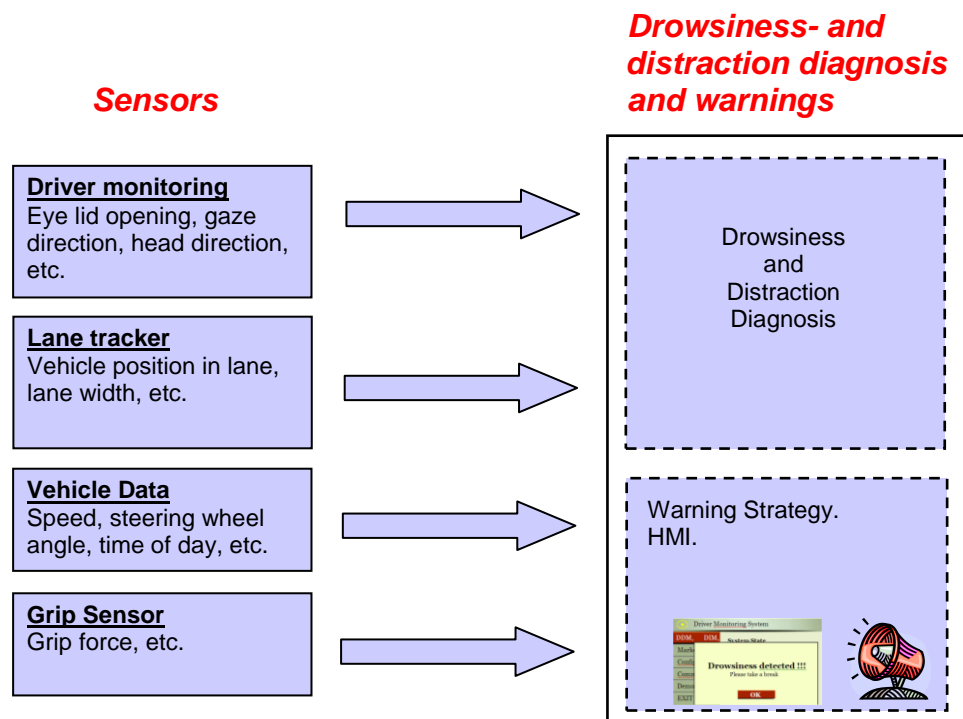 Drowsiness- and
distraction diagnosis
and warnings
Sensors
Driver monitoring
Eye lid opening, gaze
direction, head direction,
etc.
Lane tracker
Vehicle position in lane,
lane width, etc.
Vehicle Data
Speed, steering wheel
angle, time of day, etc.
Grip Sensor
Grip force, etc.
Drowsiness
and
Distraction
Diagnosis
Warning Strategy.
HMI.
Driver Monitoring System
DDM, DIM, System State
Drowsiness detected !!!
Please take a break
OK
EXIT